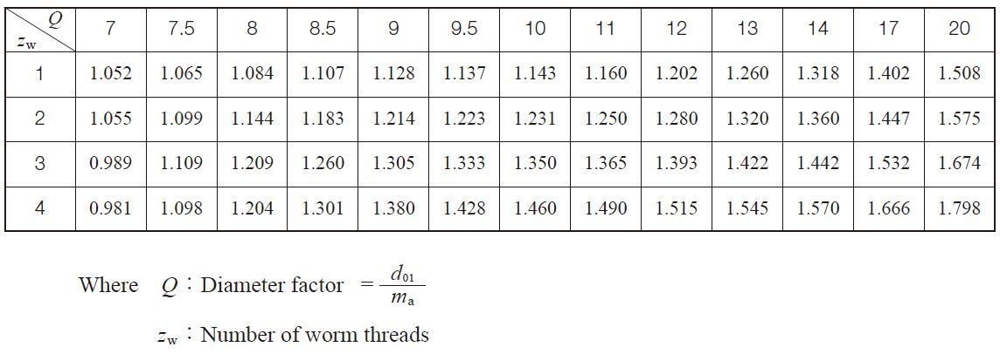 Q
z_w 7 7.5 8 8.5 9 9.5 10 11 12 13 14 17 20
1 1.052 1.065 1.084 1.107 1.128 1.137 1.143 1.160 1.202 1.260 1.318 1.402 1.508
2 1.055 1.099 1.144 1.183 1.214 1.223 1.231 1.250 1.280 1.320 1.360 1.447 1.575
3 0.989 1.109 1.209 1.260 1.305 1.333 1.350 1.365 1.393 1.422 1.442 1.532 1.674
4 0.981 1.098 1.204 1.301 1.380 1.428 1.460 1.490 1.515 1.545 1.570 1.666 1.798
Where Q : Diameter factor = d_01 / m_a
z_w : Number of worm threads